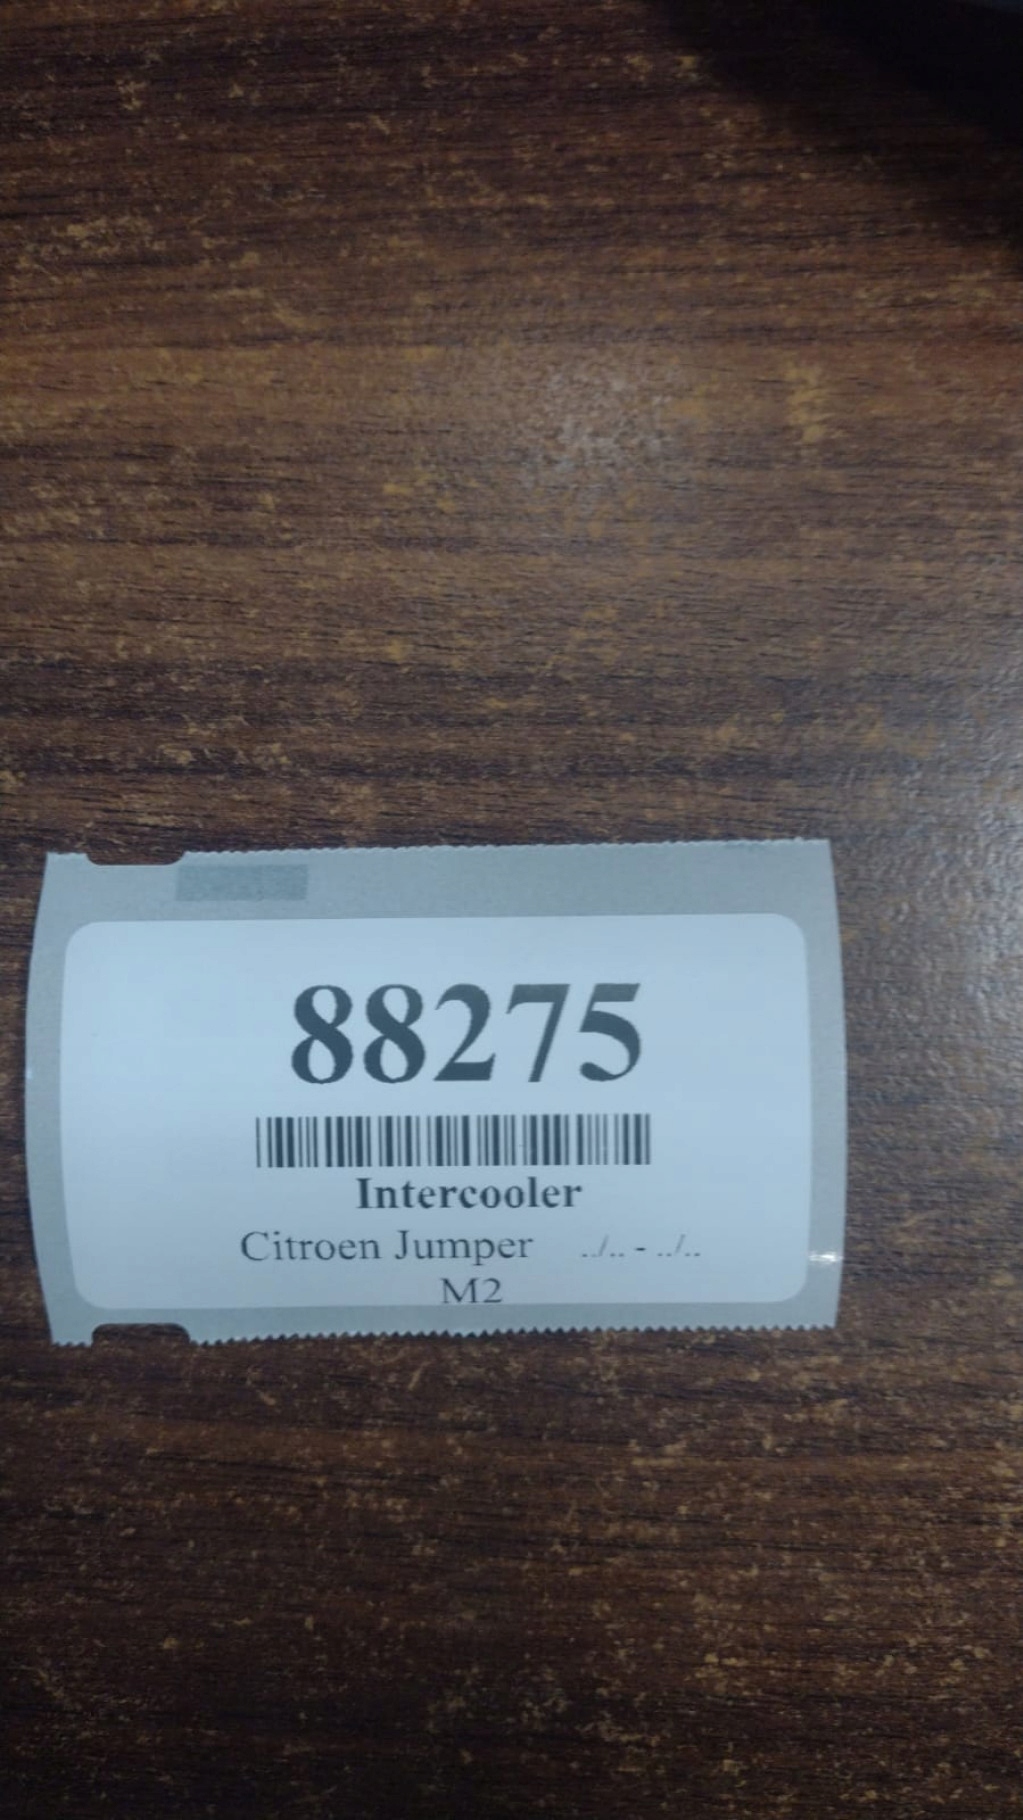 88275
Intercooler
Citroen Jumper ../.. - ../..
M2